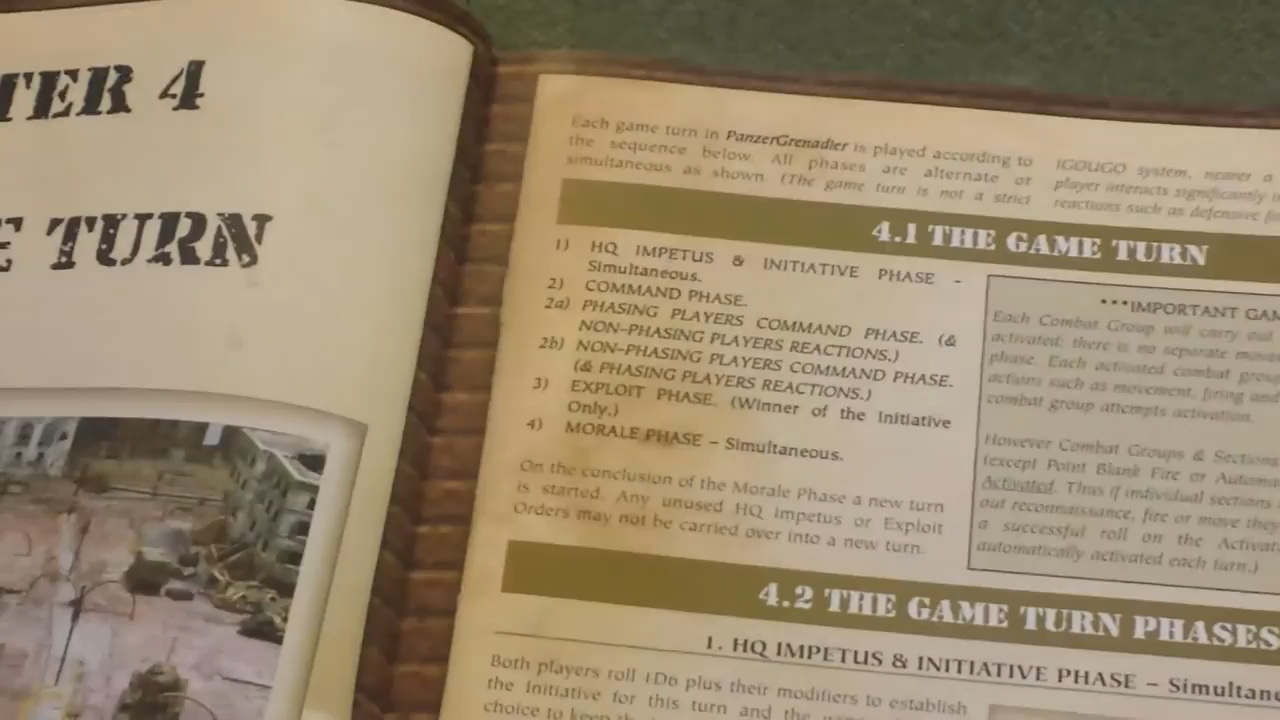 TER 4
E TURN
Each game turn in PanzerGrenadier is played according to
the sequence below. All phases are alternate or
simultaneous as shown. (The game turn is not a strict
IGOUGO system, nearer a
player interacts significantly
reactions such as defensive
4.1 THE GAME TURN
1) HQ IMPETUS & INITIATIVE PHASE –
Simultaneous.
2) COMMAND PHASE.
2a) PHASING PLAYERS COMMAND PHASE. (&
NON-PHASING PLAYERS REACTIONS.)
2b) NON-PHASING PLAYERS COMMAND PHASE.
(& PHASING PLAYERS REACTIONS.)
3) EXPLOIT PHASE. (Winner of the Initiative
Only.)
4) MORALE PHASE – Simultaneous.
On the conclusion of the Morale Phase a new turn
is started. Any unused HQ Impetus or Exploit
Orders may not be carried over into a new turn.
***IMPORTANT GAM
Each Combat Group will carry out
activated; there is no separate
phase. Each activated combat
actions such as movement, firing and
combat group attempts activation.
However Combat Groups & Sections
(except Point Blank Fire or
Activated. Thus if individual sections
out reconnaissance, fire or move they
a successful roll on the
automatically activated each turn.)
4.2 THE GAME TURN PHASES
1. HQ IMPETUS & INITIATIVE PHASE – Simultane
Both players roll 1D6 plus their modifiers to establish
the Initiative for this turn and the
choice to keep